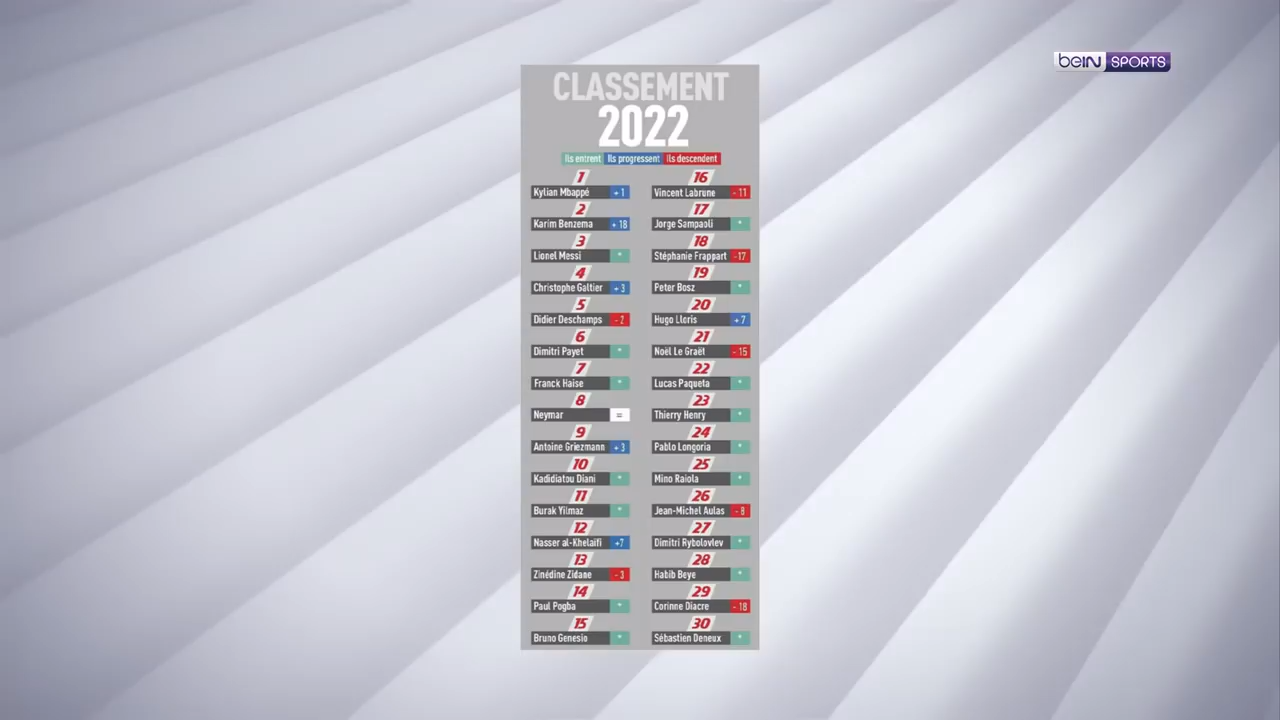 beIN SPORTS
CLASSEMENT
2022
Ils entrent Ils progressent Ils descendent
1
Kylian Mbappé +1
2
Karim Benzema +18
3
Lionel Messi *
4
Christophe Galtier +3
5
Didier Deschamps -2
6
Dimitri Payet *
7
Franck Haise *
8
Neymar =
9
Antoine Griezmann +3
10
Kadidiatou Diani *
11
Burak Yilmaz *
12
Nasser al-Khelaïfi +7
13
Zinédine Zidane -3
14
Paul Pogba *
15
Bruno Genesio *
16
Vincent Labrune -11
17
Jorge Sampaoli *
18
Stéphanie Frappart -17
19
Peter Bosz *
20
Hugo Lloris +7
21
Noël Le Graët -15
22
Lucas Paqueta *
23
Thierry Henry *
24
Pablo Longoria *
25
Mino Raiola *
26
Jean-Michel Aulas -8
27
Dimitri Rybolovlev *
28
Habib Beye *
29
Corinne Diacre -18
30
Sébastien Deneux *